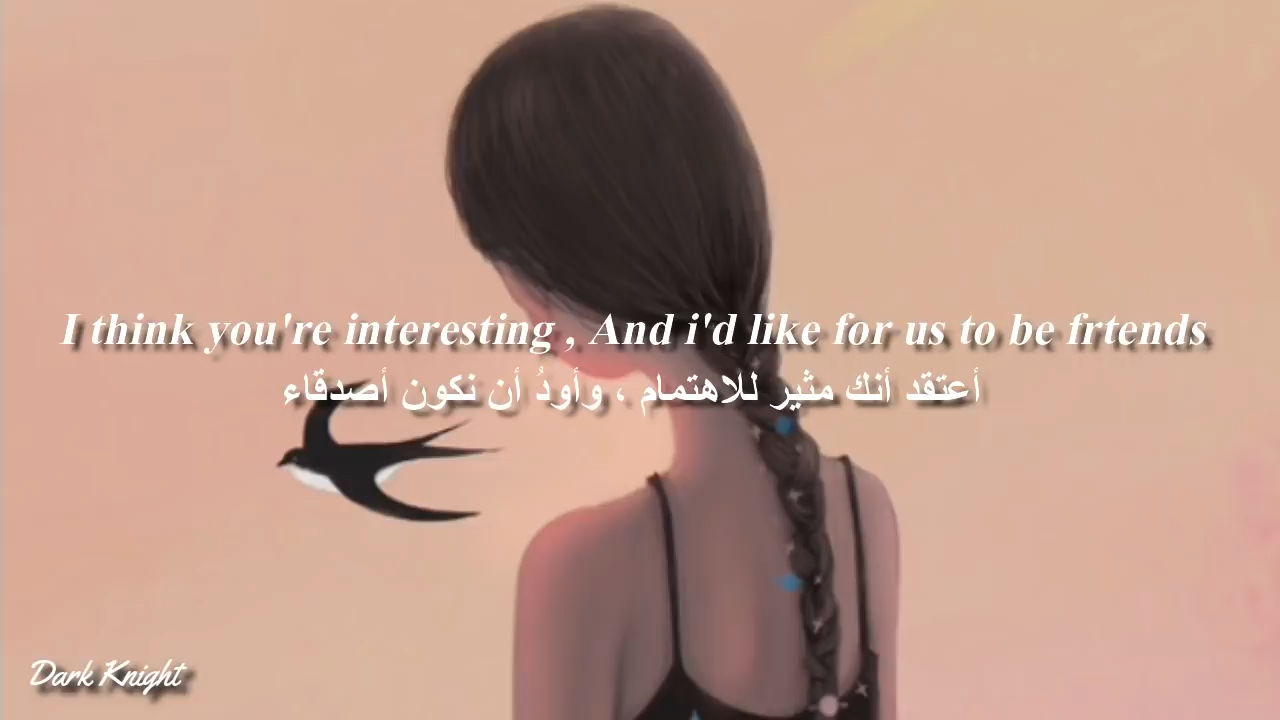 I think you're interesting , And i'd like for us to be frtends
أعتقد أنك مثير للاهتمام ، وأودُ أن نكون أصدقاء
Dark Knight